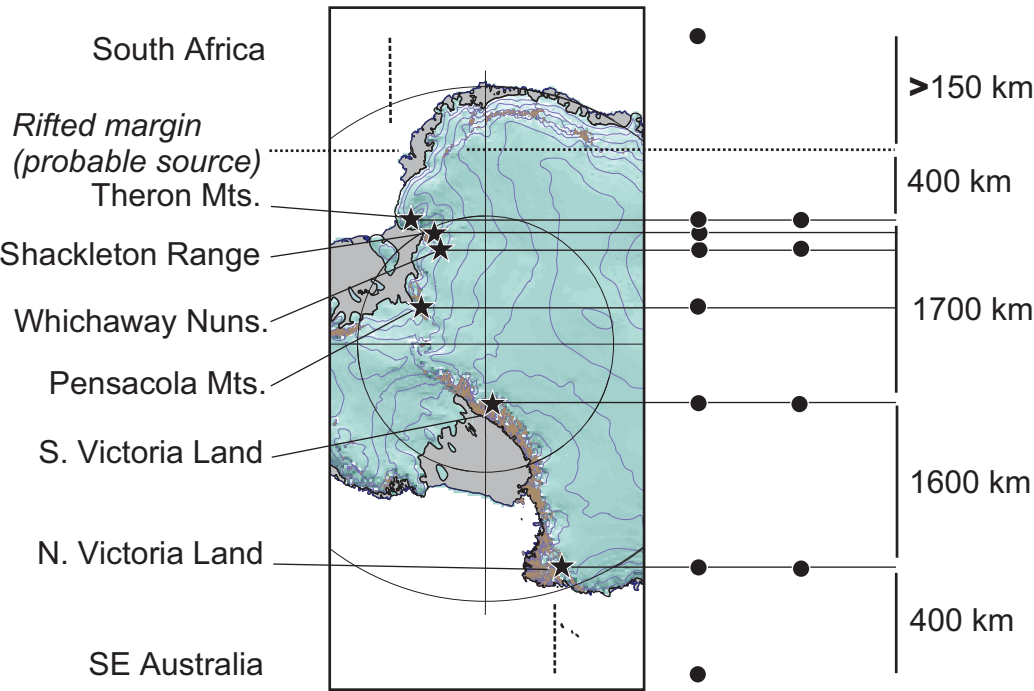 South Africa
Rifted margin
(probable source)
Theron Mts.
Shackleton Range
Whichaway Nuns.
Pensacola Mts.
S. Victoria Land
N. Victoria Land
SE Australia
>150 km
400 km
1700 km
1600 km
400 km